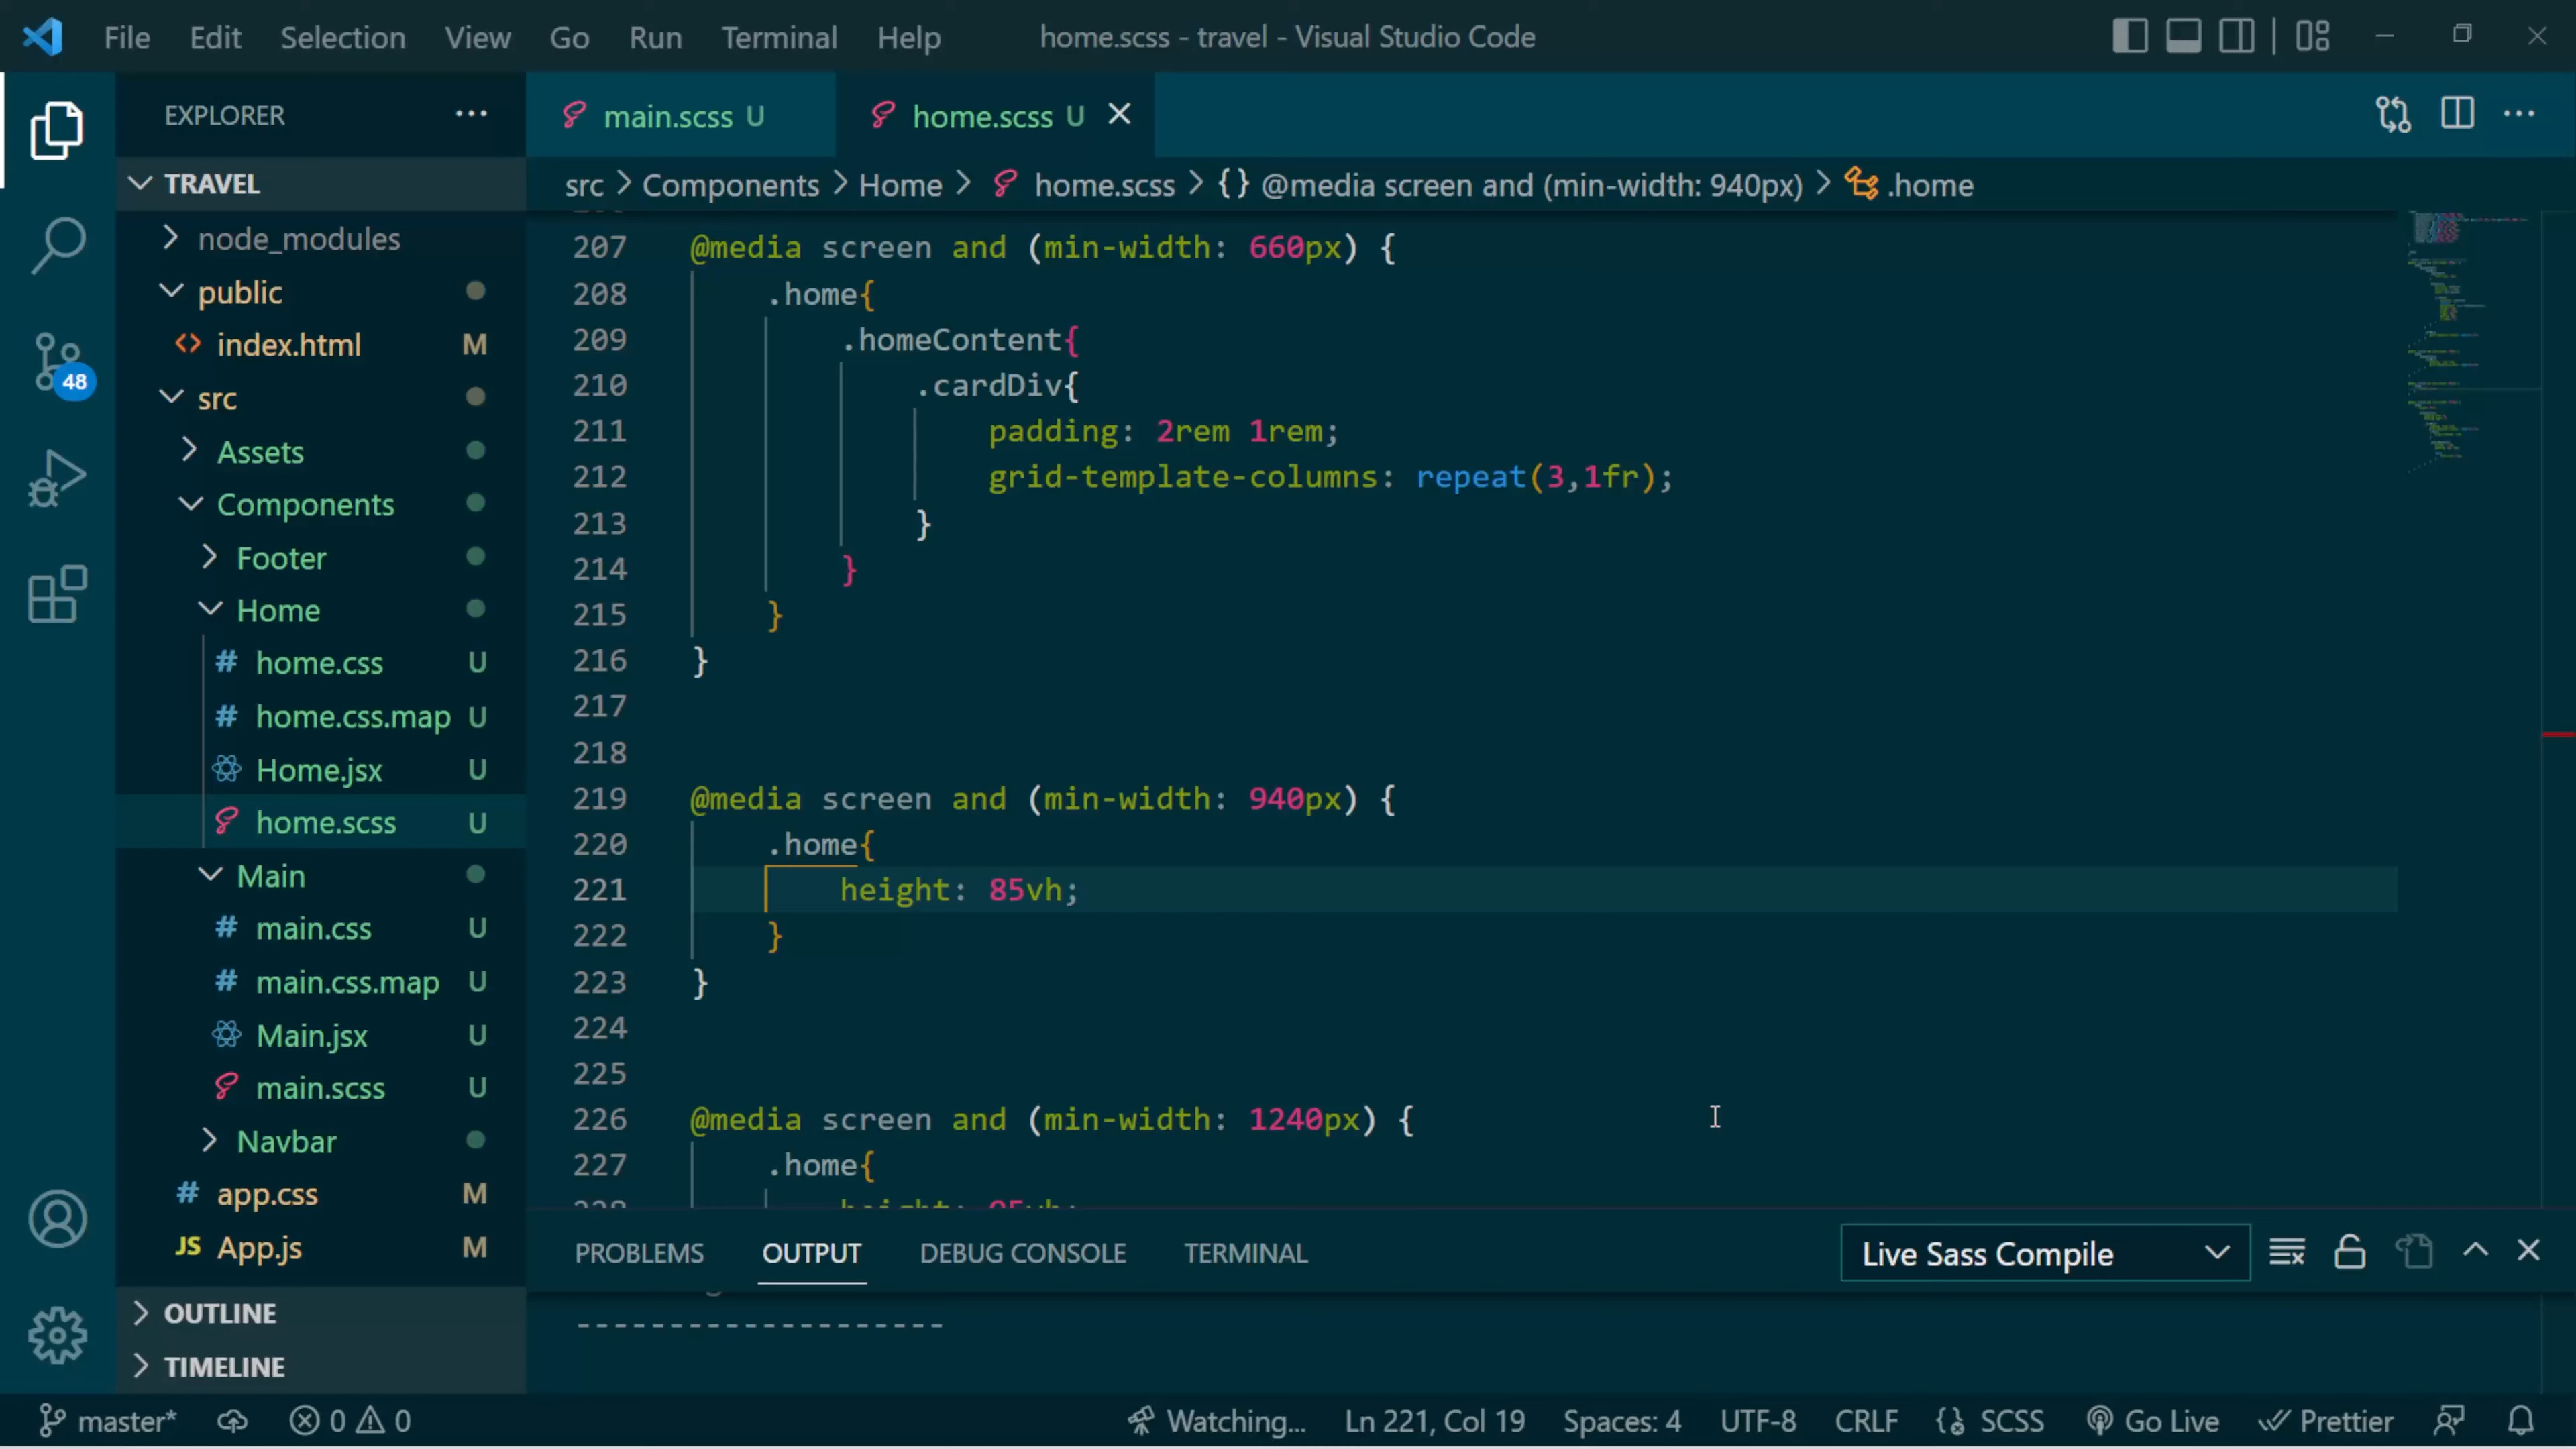 File Edit Selection View Go Run Terminal Help home.scss - travel - Visual Studio Code
EXPLORER
TRAVEL
node_modules
public
index.html M
src
Assets
Components
Footer
Home
# home.css U
# home.css.map U
Home.jsx U
home.scss U
Main
# main.css U
# main.css.map U
Main.jsx U
main.scss U
Navbar
# app.css M
JS App.js M
OUTLINE
TIMELINE
48
main.scss U home.scss U
src > Components > Home > home.scss > {} @media screen and (min-width: 940px) > .home
207 @media screen and (min-width: 660px) {
208 .home{
209 .homeContent{
210 .cardDiv{
211 padding: 2rem 1rem;
212 grid-template-columns: repeat(3,1fr);
213 }
214 }
215 }
216 }
217
218
219 @media screen and (min-width: 940px) {
220 .home{
221 height: 85vh;
222 }
223 }
224
225
226 @media screen and (min-width: 1240px) {
227 .home{
PROBLEMS OUTPUT DEBUG CONSOLE TERMINAL Live Sass Compile
--------------------
master* 0 0 Watching... Ln 221, Col 19 Spaces: 4 UTF-8 CRLF SCSS Go Live Prettier